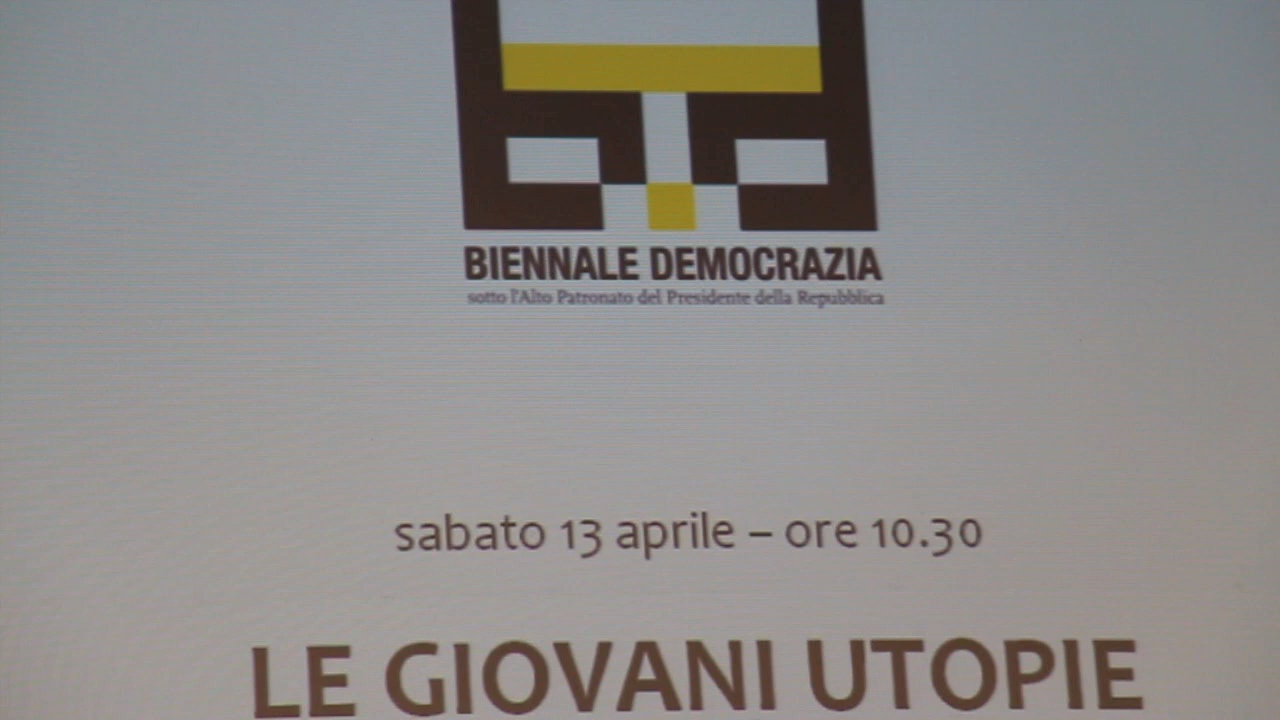 BIENNALE DEMOCRAZIA
sotto l'Alto Patronato del Presidente della Repubblica
sabato 13 aprile – ore 10.30
LE GIOVANI UTOPIE